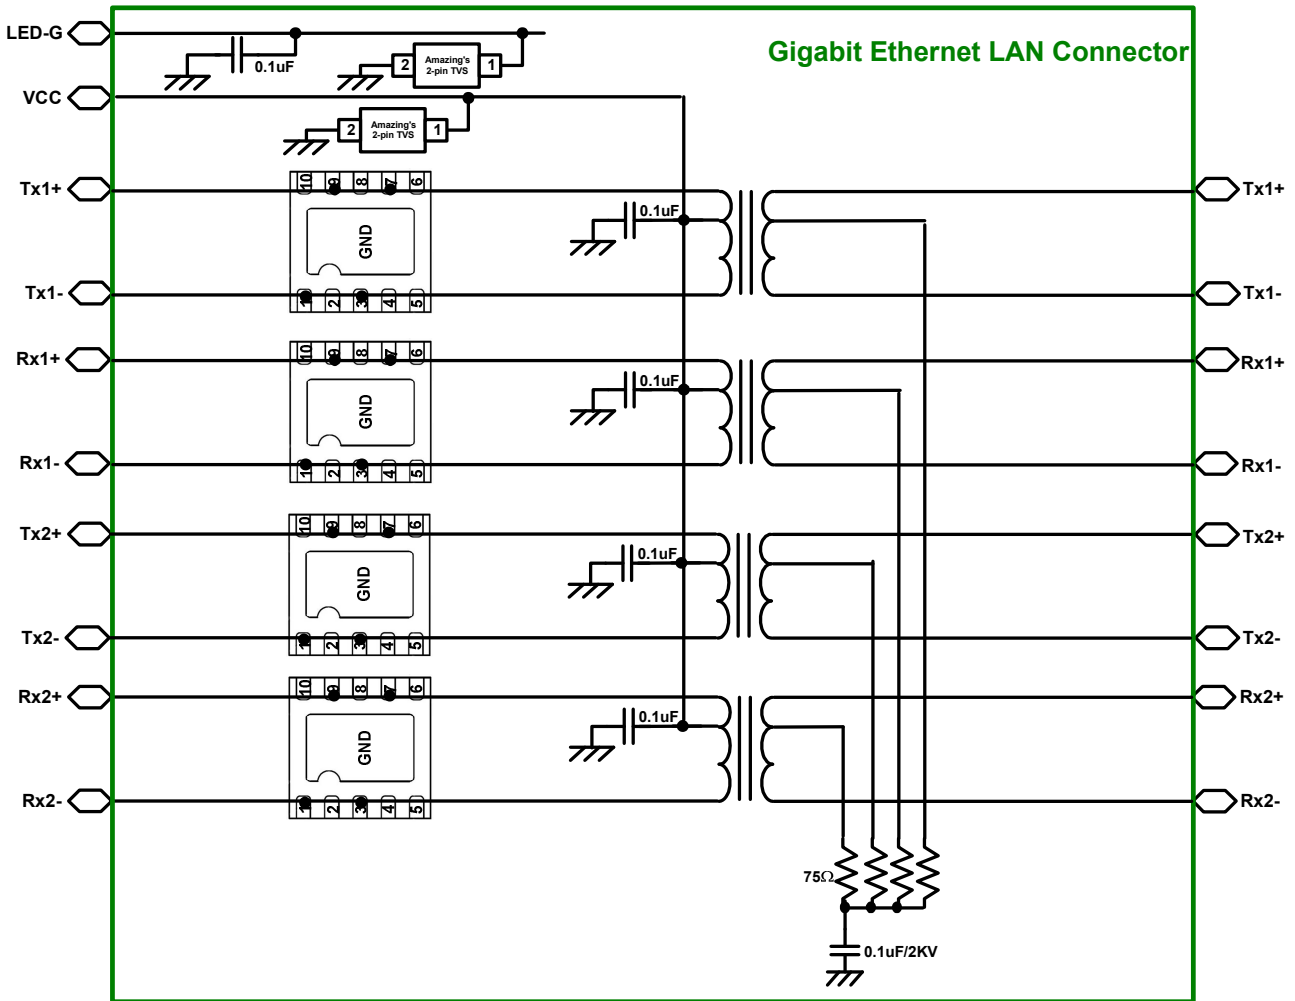 LED-G
0.1uF
2
Amazing's
2-pin TVS
1
Gigabit Ethernet LAN Connector
VCC
2
Amazing's
2-pin TVS
1
Tx1+
10 9 8 7 6
GND
1 2 3 4 5
0.1uF
Tx1+
Tx1-
Tx1-
Rx1+
10 9 8 7 6
GND
1 2 3 4 5
0.1uF
Rx1+
Rx1-
Rx1-
Tx2+
10 9 8 7 6
GND
1 2 3 4 5
0.1uF
Tx2+
Tx2-
Tx2-
Rx2+
10 9 8 7 6
GND
1 2 3 4 5
0.1uF
Rx2+
Rx2-
Rx2-
75Ω
0.1uF/2KV